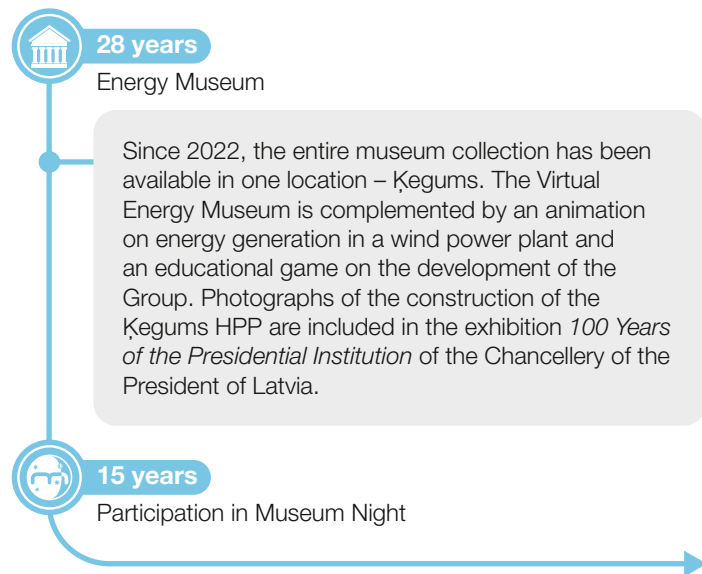 28 years
Energy Museum
Since 2022, the entire museum collection has been
available in one location – Ķegums. The Virtual
Energy Museum is complemented by an animation
on energy generation in a wind power plant and
an educational game on the development of the
Group. Photographs of the construction of the
Ķegums HPP are included in the exhibition 100 Years
of the Presidential Institution of the Chancellery of the
President of Latvia.
15 years
Participation in Museum Night